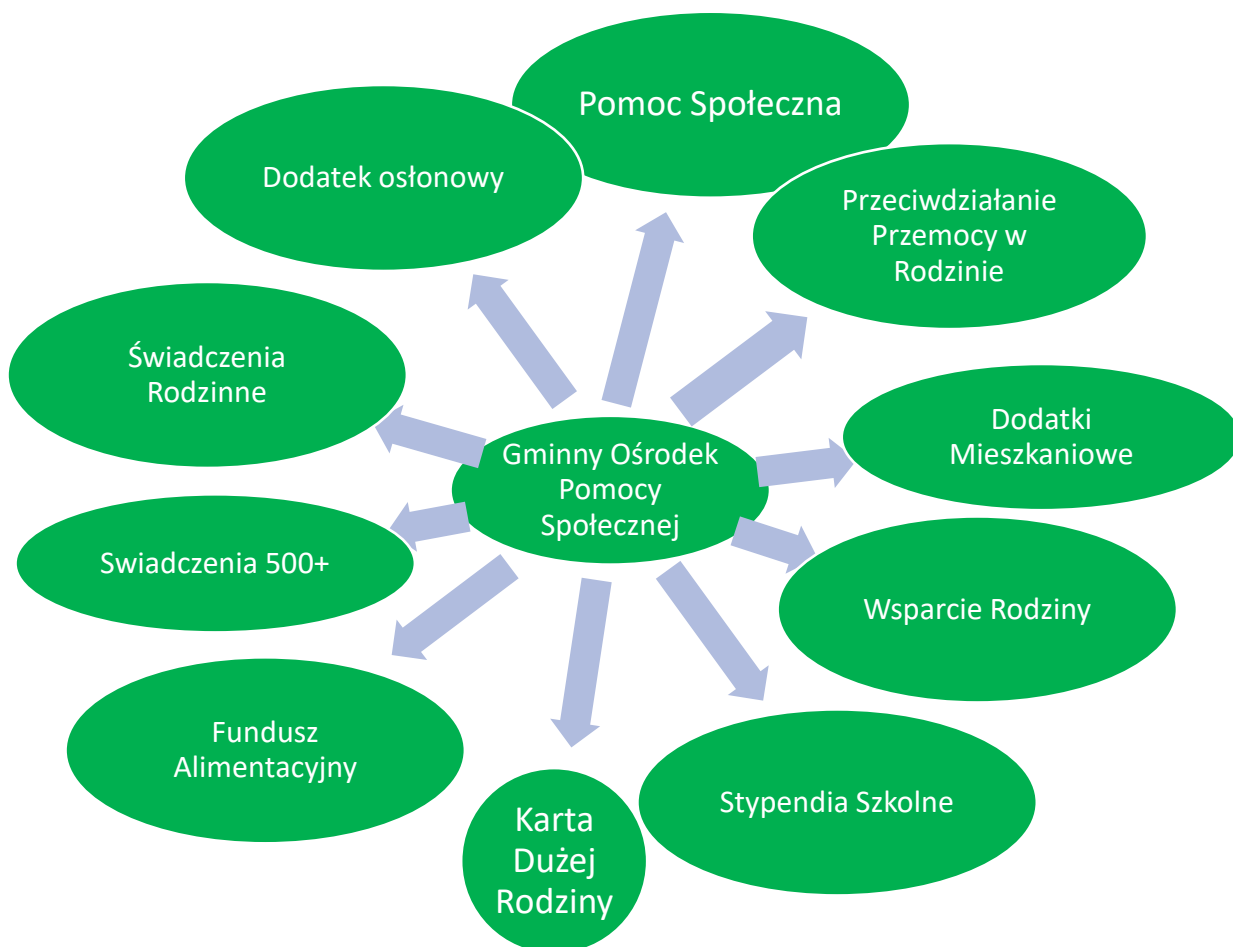 Pomoc Społeczna
Dodatek osłonowy
Przeciwdziałanie
Przemocy w
Rodzinie
Świadczenia
Rodzinne
Dodatki
Mieszkaniowe
Gminny Ośrodek
Pomocy
Społecznej
Swiadczenia 500+
Wsparcie Rodziny
Fundusz
Alimentacyjny
Stypendia Szkolne
Karta
Dużej
Rodziny